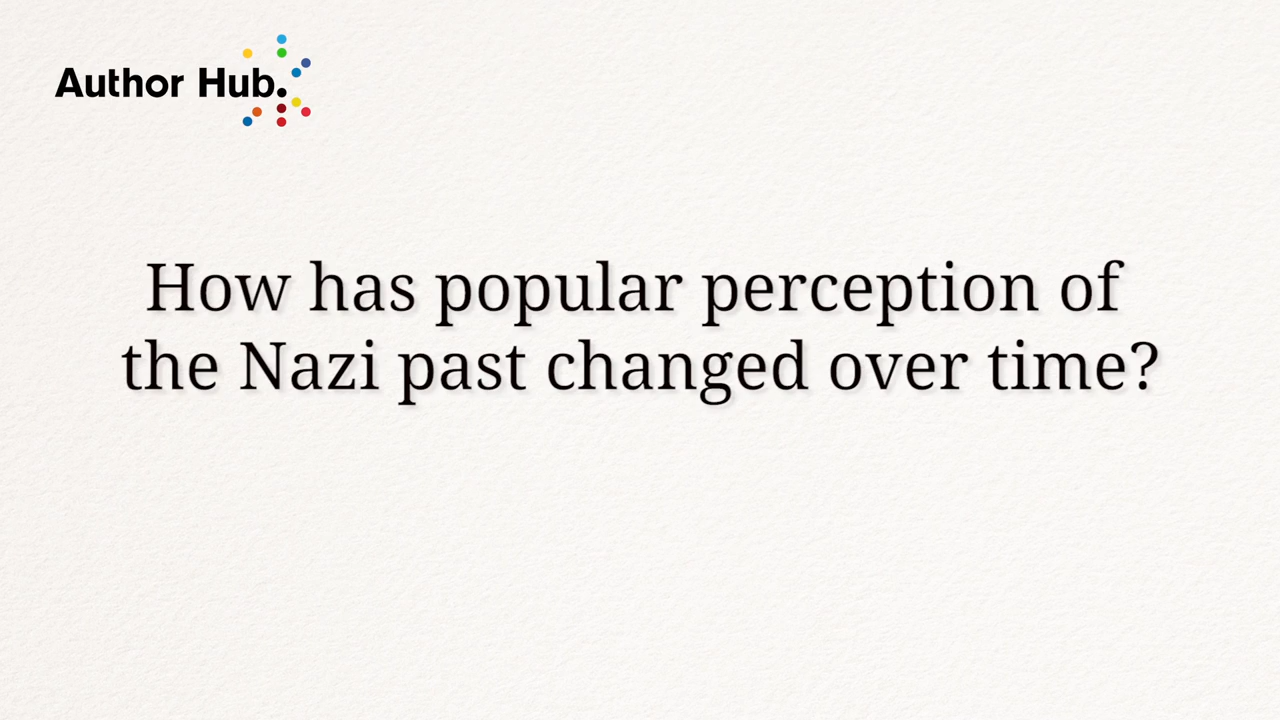 Author Hub.
How has popular perception of
the Nazi past changed over time?